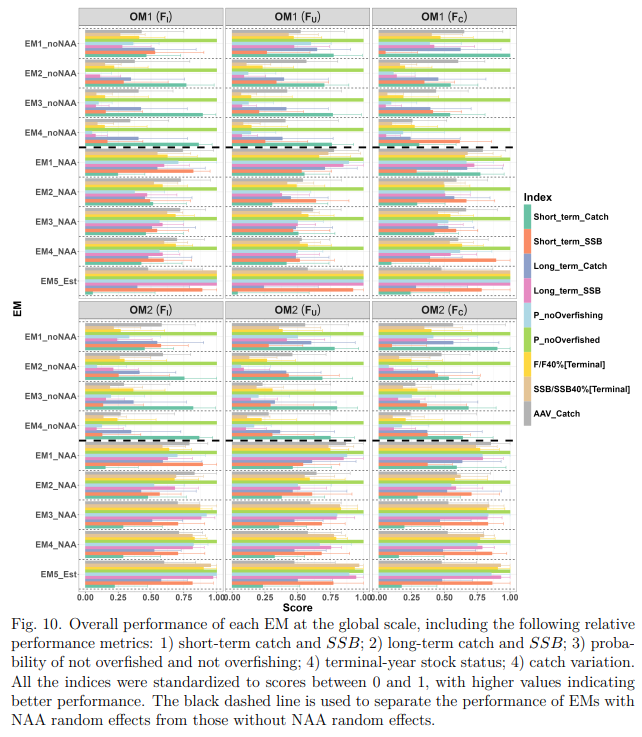 OM1 (FI) OM1 (FU) OM1 (FC)
EM1_noNAA
EM2_noNAA
EM3_noNAA
EM4_noNAA
EM1_NAA
EM2_NAA
EM3_NAA
EM4_NAA
EM5_Est
EM
OM2 (FI) OM2 (FU) OM2 (FC)
EM1_noNAA
EM2_noNAA
EM3_noNAA
EM4_noNAA
EM1_NAA
EM2_NAA
EM3_NAA
EM4_NAA
EM5_Est
0.00 0.25 0.50 0.75 1.00 0.00 0.25 0.50 0.75 1.00 0.00 0.25 0.50 0.75 1.00
Score
Index
Short_term_Catch
Short_term_SSB
Long_term_Catch
Long_term_SSB
P_noOverfishing
P_noOverfished
F/F40%[Terminal]
SSB/SSB40%[Terminal]
AAV_Catch
Fig. 10. Overall performance of each EM at the global scale, including the following relative
performance metrics: 1) short-term catch and SSB; 2) long-term catch and SSB; 3) proba-
bility of not overfished and not overfishing; 4) terminal-year stock status; 4) catch variation.
All the indices were standardized to scores between 0 and 1, with higher values indicating
better performance. The black dashed line is used to separate the performance of EMs with
NAA random effects from those without NAA random effects.